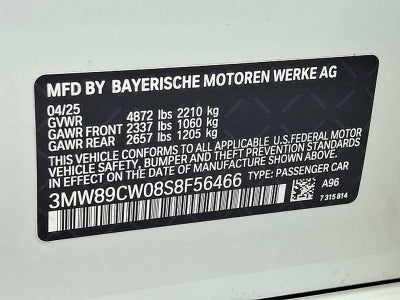 MFD BY BAYERISCHE MOTOREN WERKE AG
04/25
GVWR 4872 lbs 2210 kg
GAWR FRONT 2337 lbs 1060 kg
GAWR REAR 2657 lbs 1205 kg
THIS VEHICLE CONFORMS TO ALL APPLICABLE U.S.FEDERAL MOTOR
VEHICLE SAFETY, BUMPER, AND THEFT PREVENTION STANDARDS IN
EFFECT ON THE DATE OF MANUFACTURE SHOWN ABOVE.
3MW89CW08S8F56466 TYPE: PASSENGER CAR
A96
7 315 814